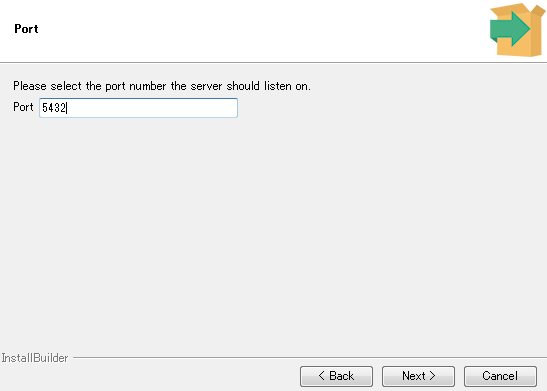 Port
Please select the port number the server should listen on.
Port 5432
InstallBuilder
< Back Next > Cancel